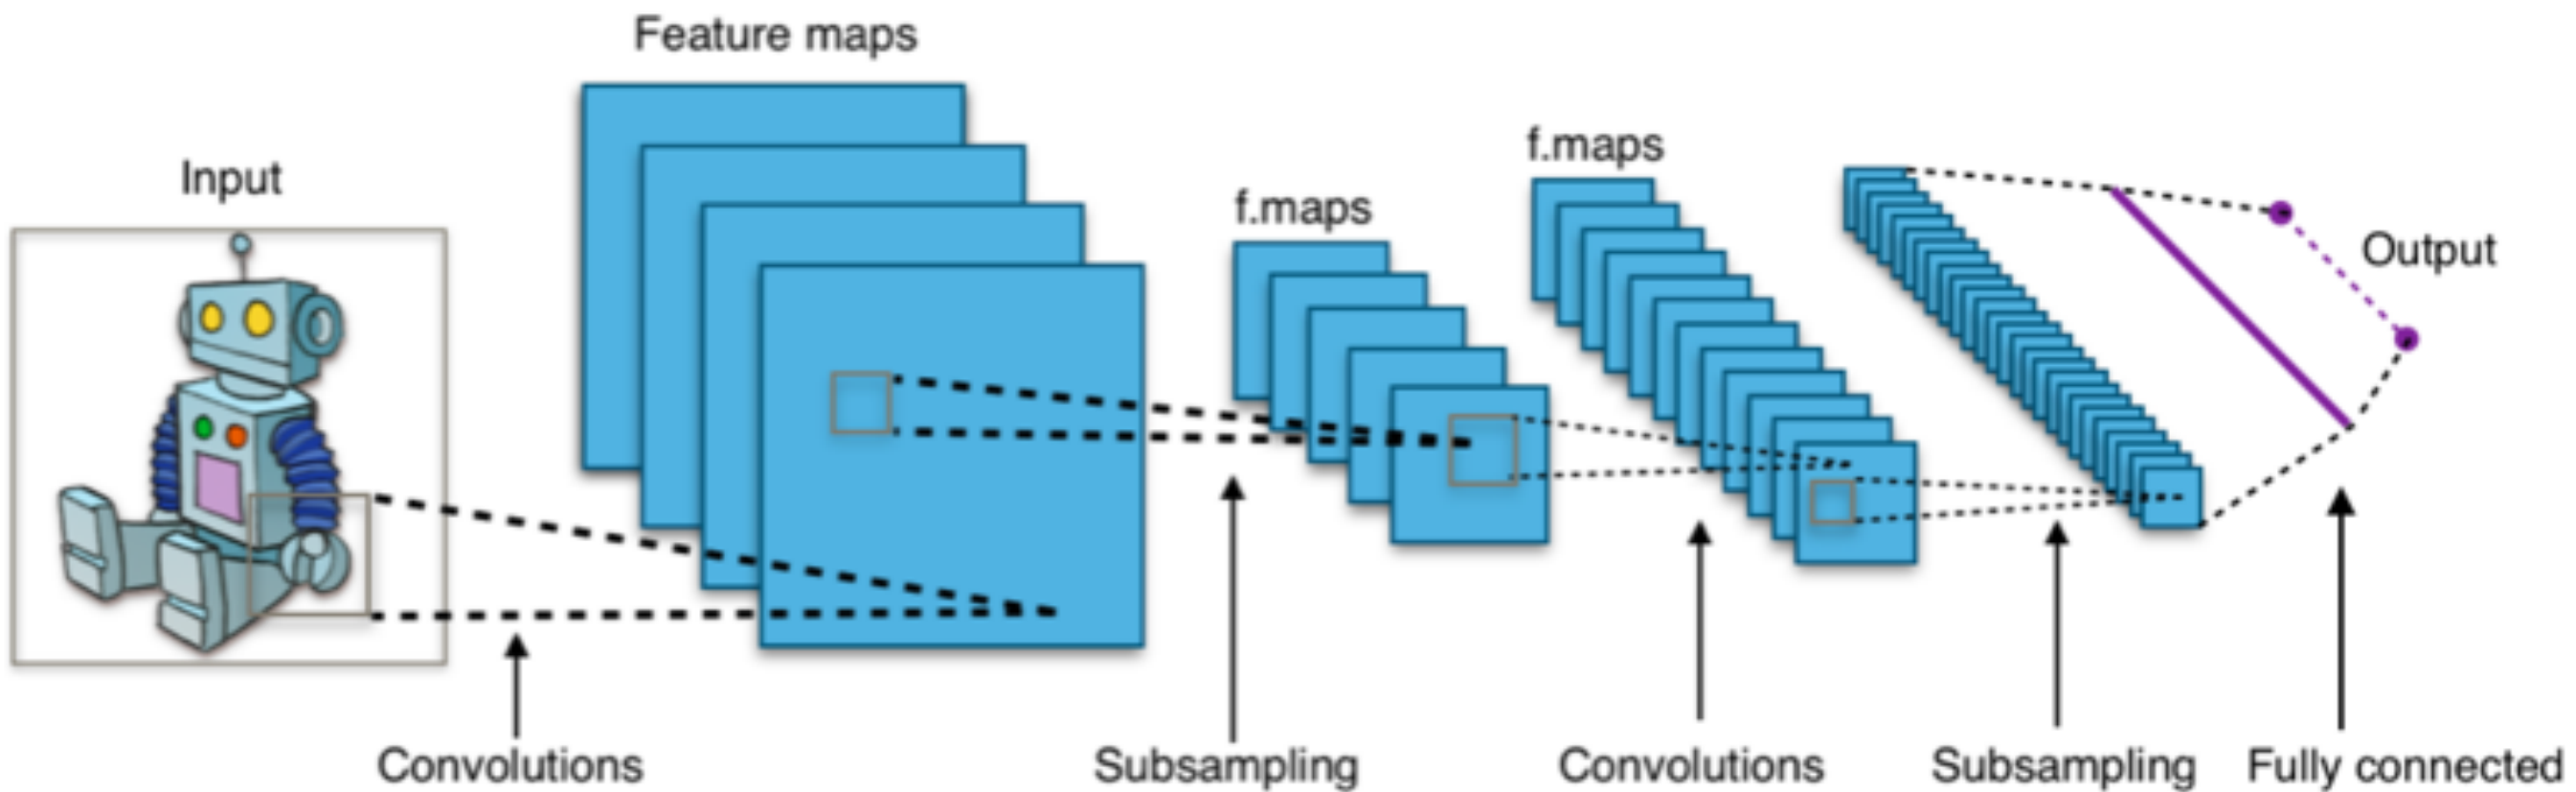 Feature maps
f.maps
Input
f.maps
Output
Convolutions
Subsampling
Convolutions
Subsampling
Fully connected